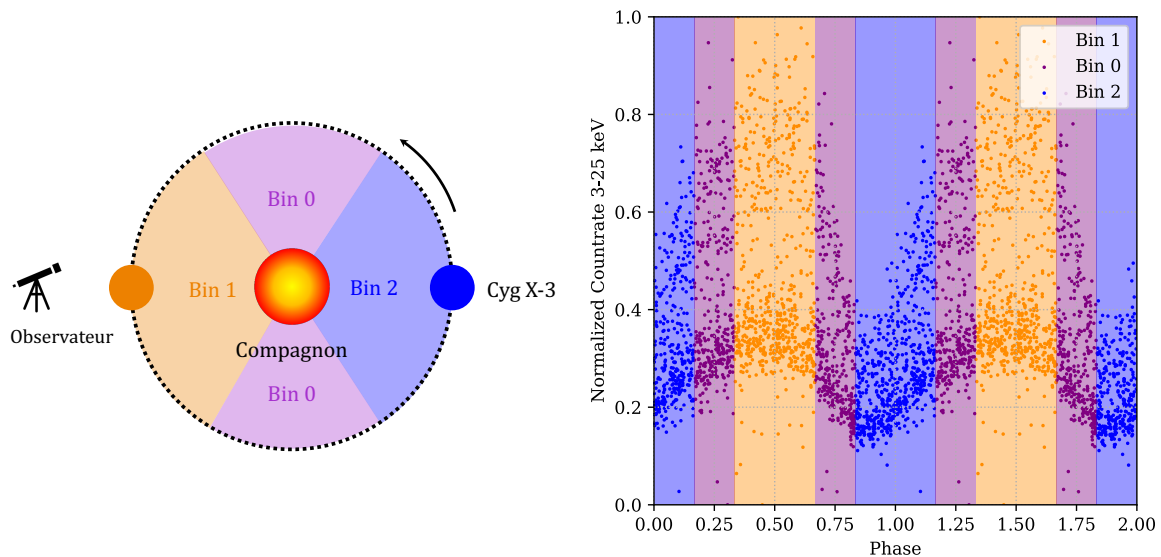 Bin 0
Bin 1
Bin 2
Cyg X-3
Observateur
Compagnon
Bin 0
Normalized Countrate 3-25 keV
1.0
0.8
0.6
0.4
0.2
0.0
Bin 1
Bin 0
Bin 2
0.00 0.25 0.50 0.75 1.00 1.25 1.50 1.75 2.00
Phase